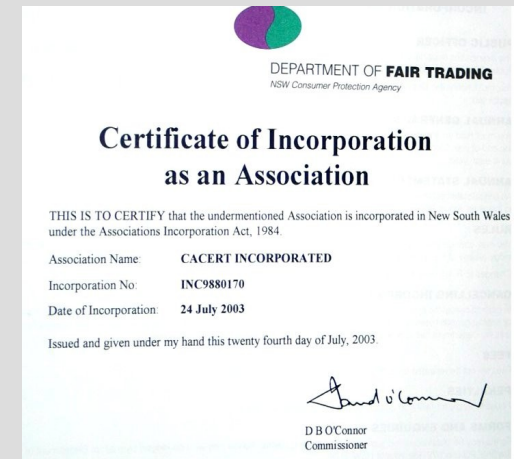 DEPARTMENT OF FAIR TRADING
NSW Consumer Protection Agency
Certificate of Incorporation
as an Association
THIS IS TO CERTIFY that the undermentioned Association is incorporated in New South Wales
under the Associations Incorporation Act, 1984.
Association Name: CACERT INCORPORATED
Incorporation No: INC9880170
Date of Incorporation: 24 July 2003
Issued and given under my hand this twenty fourth day of July, 2003.
D B O'Connor
Commissioner